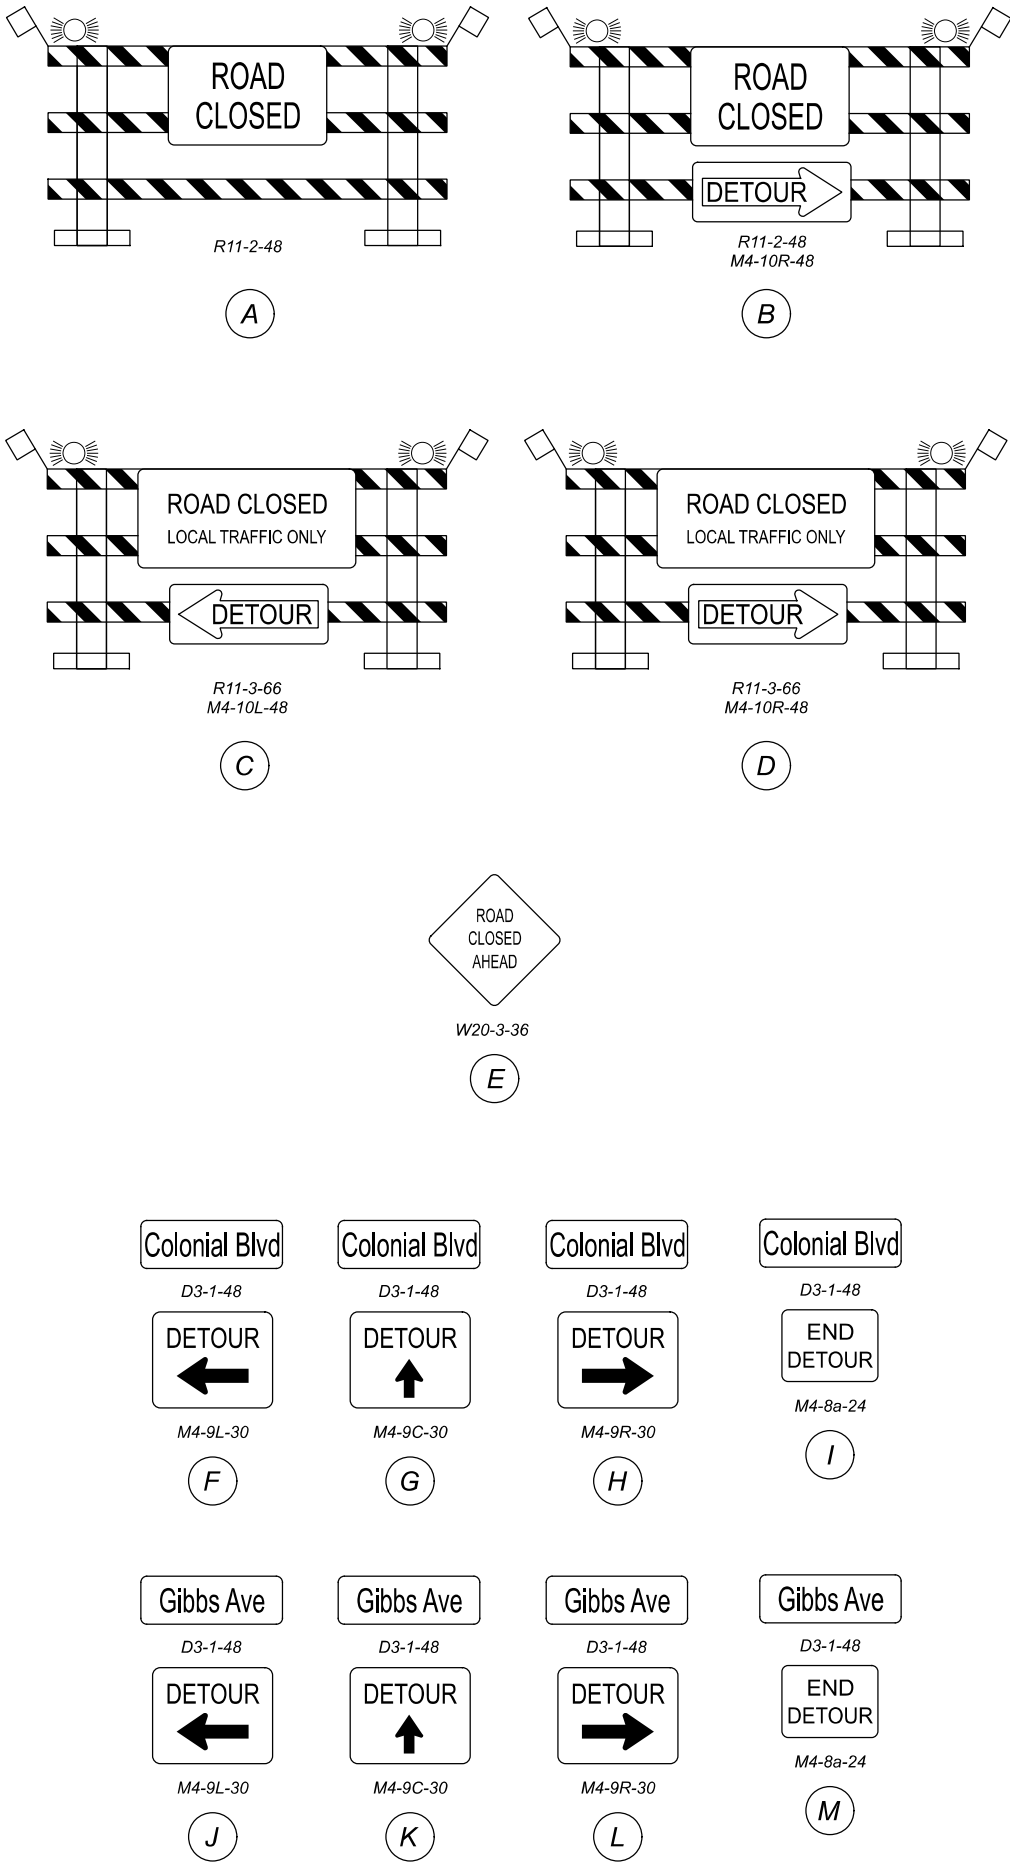 ROAD
CLOSED
R11-2-48
A
ROAD
CLOSED
DETOUR
R11-2-48
M4-10R-48
B
ROAD CLOSED
LOCAL TRAFFIC ONLY
DETOUR
R11-3-66
M4-10L-48
C
ROAD CLOSED
LOCAL TRAFFIC ONLY
DETOUR
R11-3-66
M4-10R-48
D
ROAD
CLOSED
AHEAD
W20-3-36
E
Colonial Blvd
D3-1-48
DETOUR
M4-9L-30
F
Colonial Blvd
D3-1-48
DETOUR
M4-9C-30
G
Colonial Blvd
D3-1-48
DETOUR
M4-9R-30
H
Colonial Blvd
D3-1-48
END
DETOUR
M4-8a-24
I
Gibbs Ave
D3-1-48
DETOUR
M4-9L-30
J
Gibbs Ave
D3-1-48
DETOUR
M4-9C-30
K
Gibbs Ave
D3-1-48
DETOUR
M4-9R-30
L
Gibbs Ave
D3-1-48
END
DETOUR
M4-8a-24
M